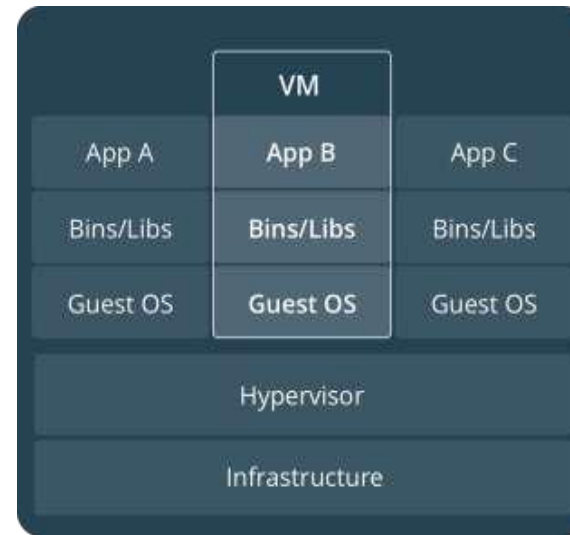 VM
App A App B App C
Bins/Libs Bins/Libs Bins/Libs
Guest OS Guest OS Guest OS
Hypervisor
Infrastructure